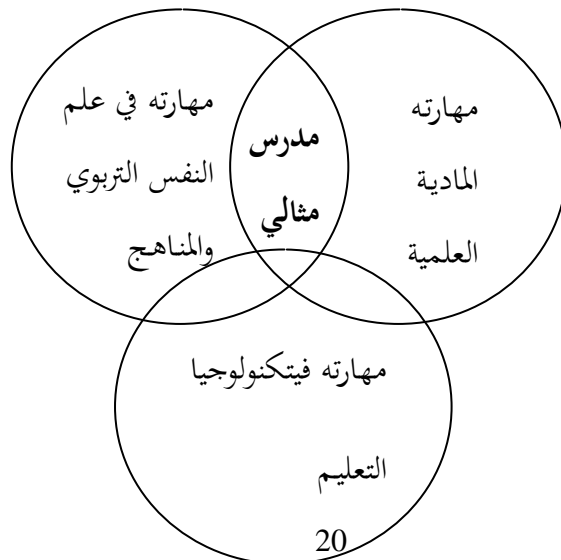 مهارته
المادية
العلمية
مدرس
مثالي
مهارته في علم
النفس التربوي
والمناهج
مهارته فيتكنولوجيا
التعليم
20